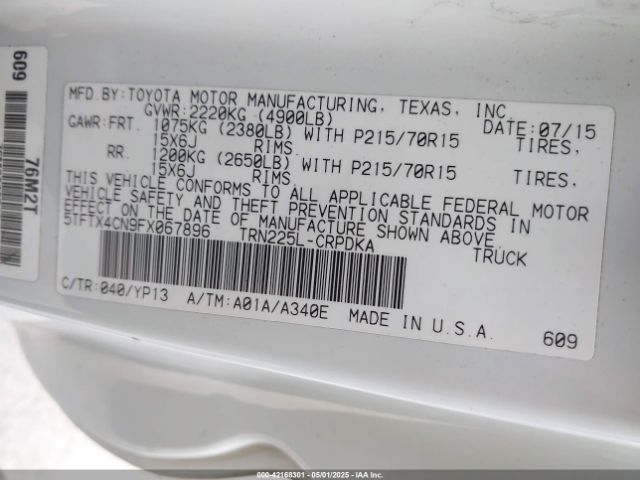 MFD.BY:TOYOTA MOTOR MANUFACTURING, TEXAS, INC.
GVWR:2220KG (4900LB) DATE:07/15
GAWR:FRT. 1075KG (2380LB) WITH P215/70R15 TIRES,
15X6J RIMS
RR. 1200KG (2650LB) WITH P215/70R15 TIRES,
15X6J RIMS
THIS VEHICLE CONFORMS TO ALL APPLICABLE FEDERAL MOTOR
VEHICLE SAFETY AND THEFT PREVENTION STANDARDS IN
EFFECT ON THE DATE OF MANUFACTURE SHOWN ABOVE.
5TFTX4CN9FX067896 TRN225L-CRPDKA TRUCK
C/TR:040/YP13 A/TM:A01A/A340E MADE IN U.S.A.
609
609
76M2T
000-42168301 - 05/01/2025 - IAAI.COM